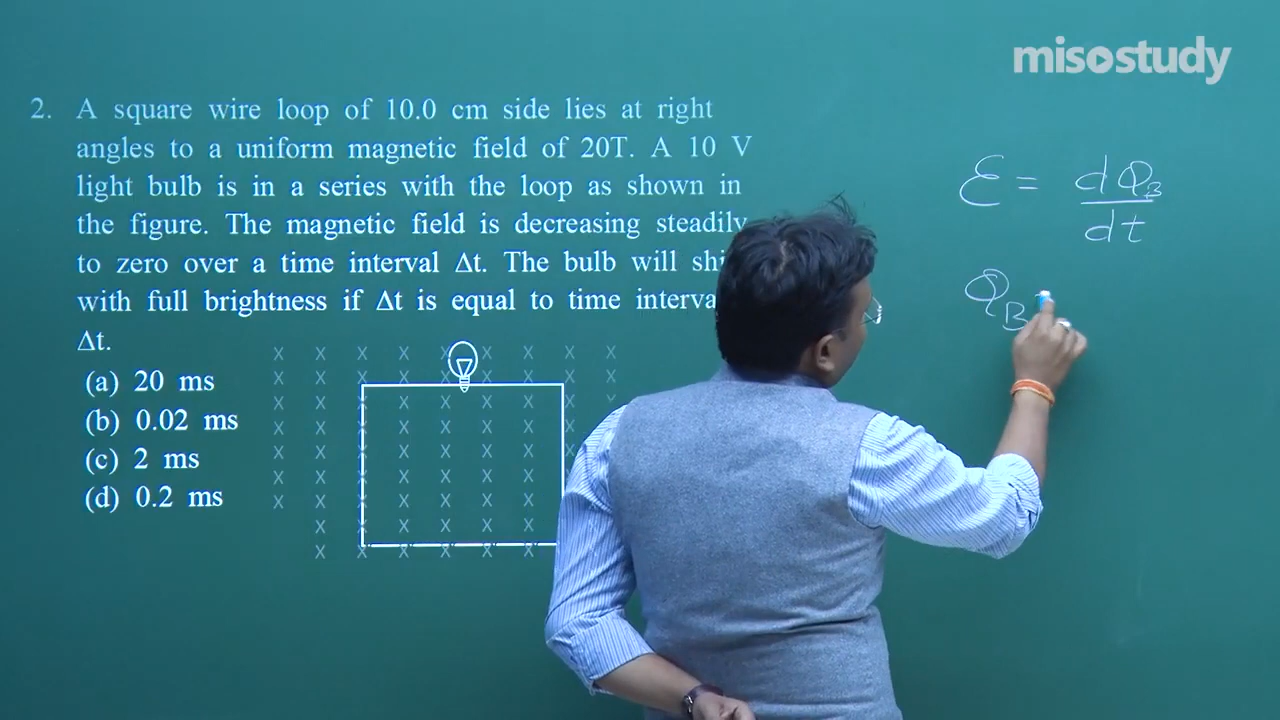 misostudy
2. A square wire loop of 10.0 cm side lies at right
angles to a uniform magnetic field of 20T. A 10 V
light bulb is in a series with the loop as shown in
the figure. The magnetic field is decreasing steadily
to zero over a time interval Δt. The bulb will shi
with full brightness if Δt is equal to time interva
Δt.
(a) 20 ms
(b) 0.02 ms
(c) 2 ms
(d) 0.2 ms
ℰ = dφ_B
dt
φ_B